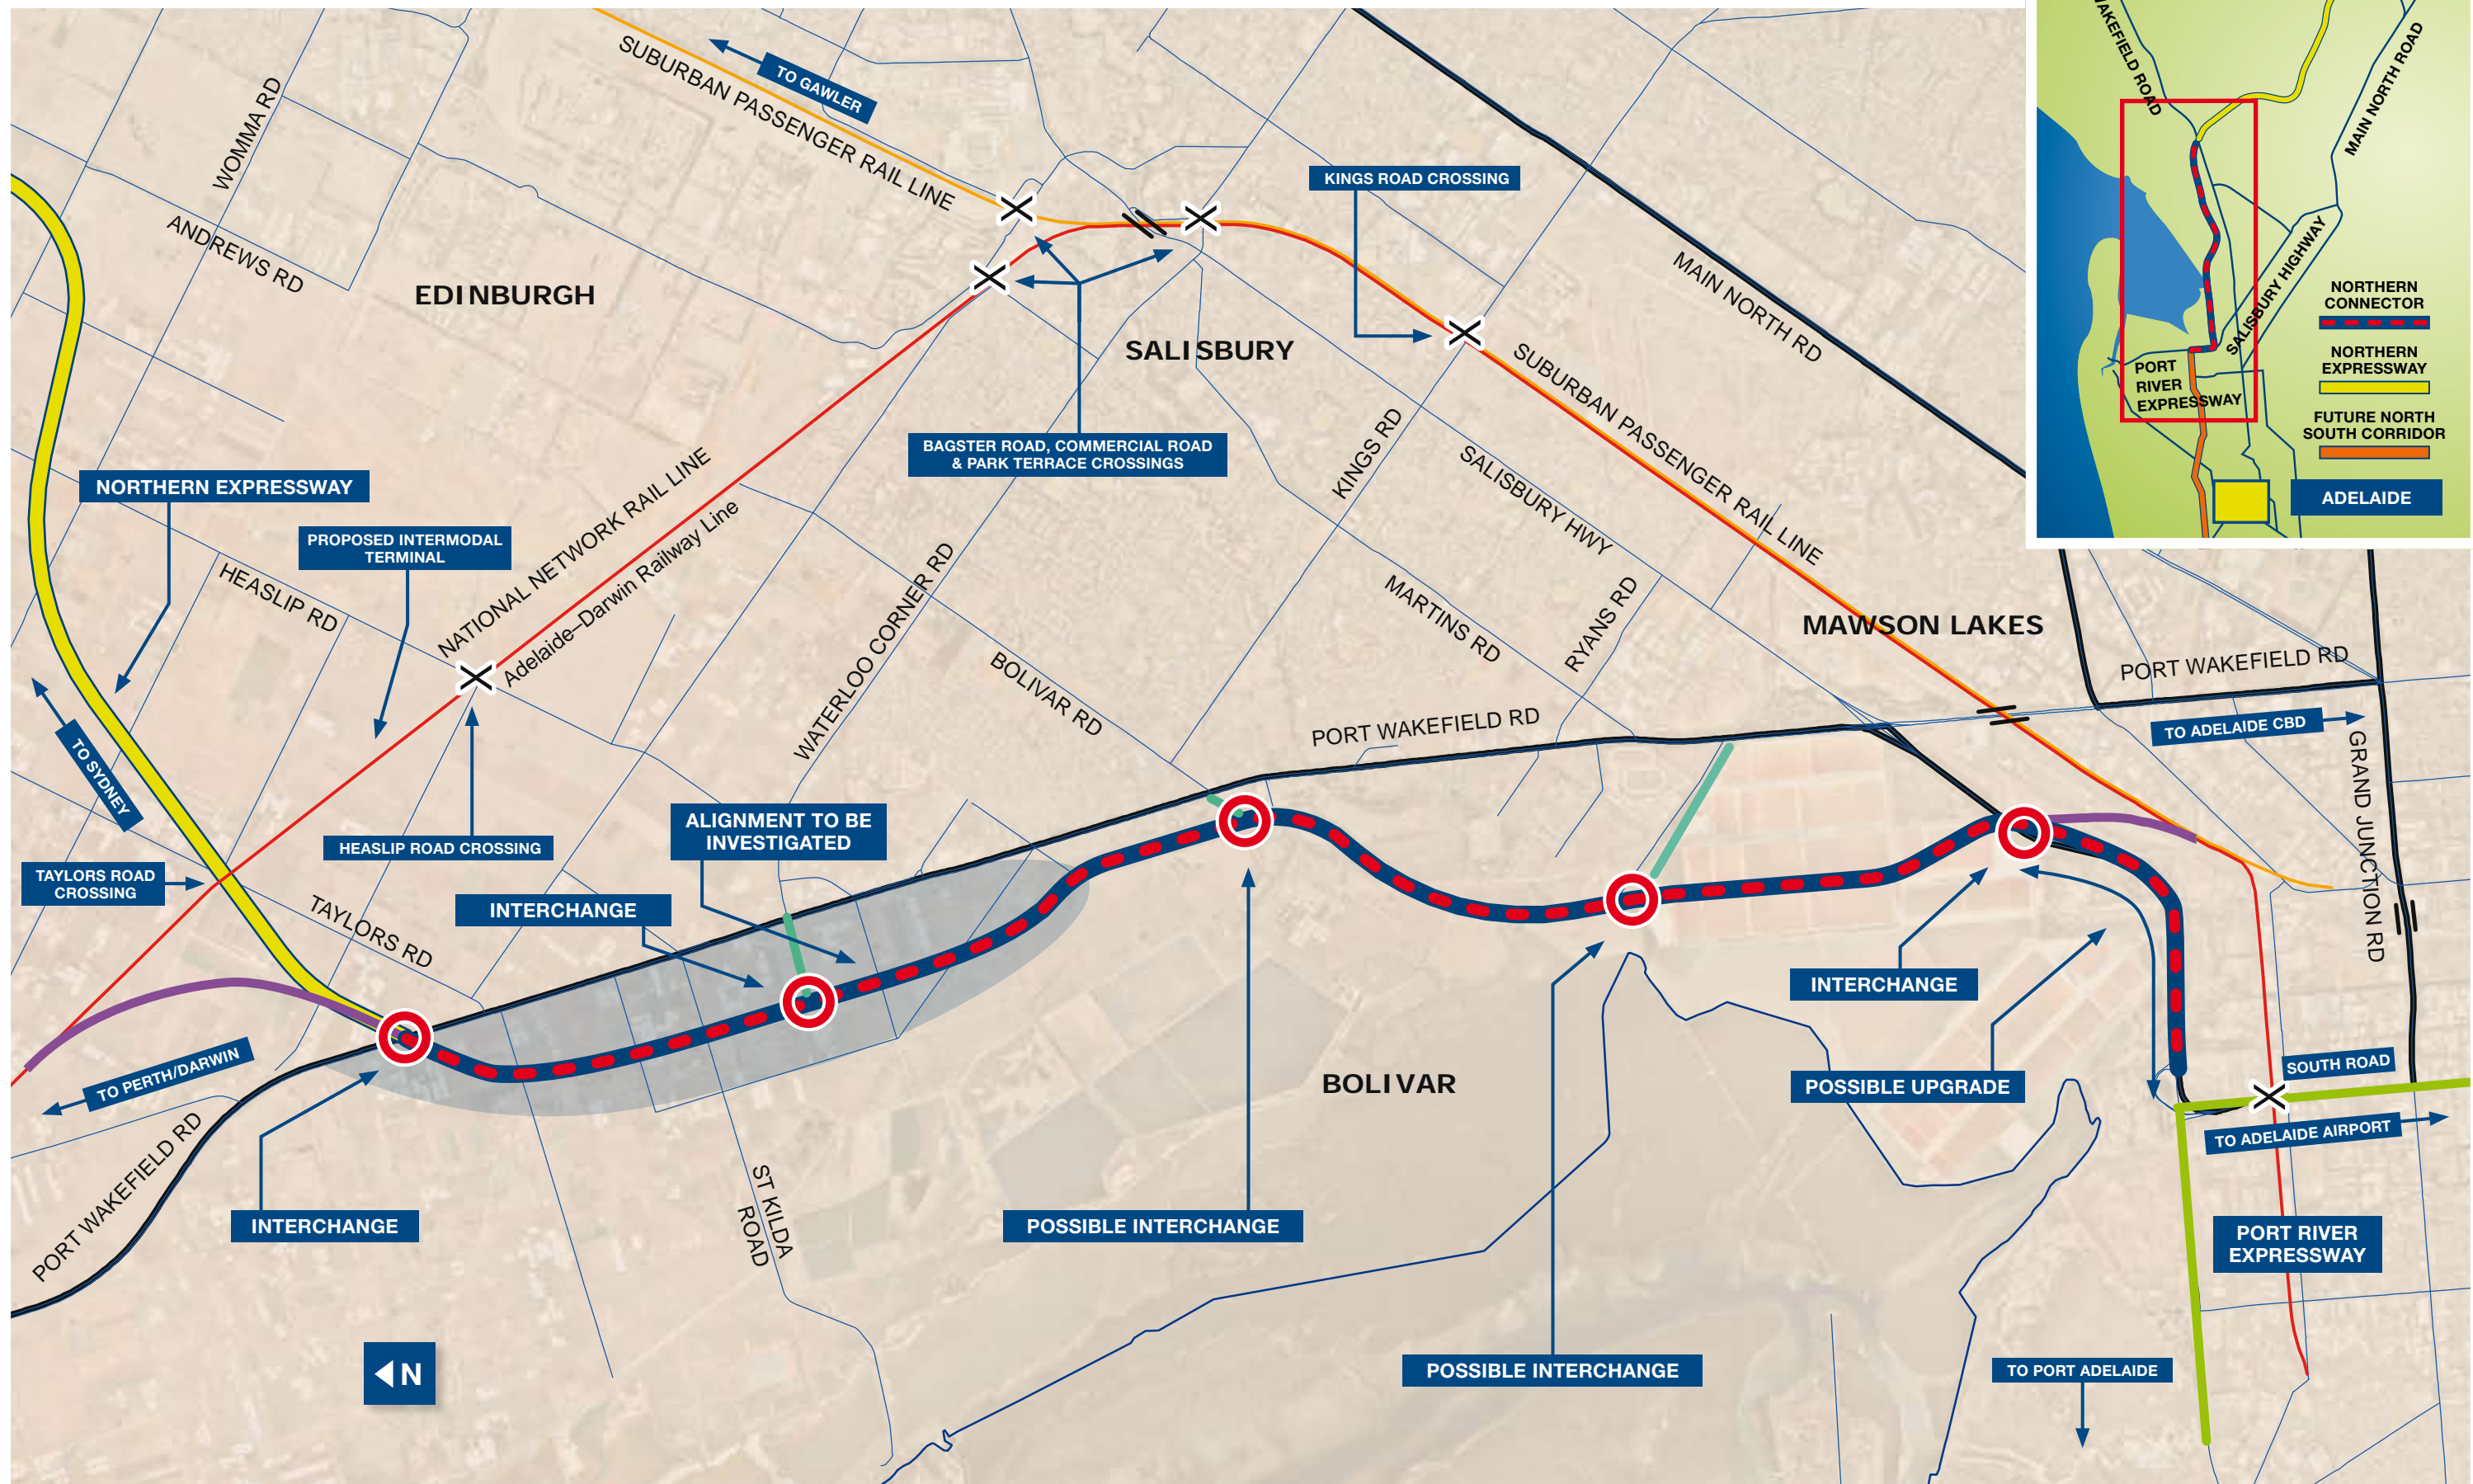 WOMMA RD
ANDREWS RD
EDINBURGH
SUBURBAN PASSENGER RAIL LINE
TO GAWLER
KINGS ROAD CROSSING
MAIN NORTH RD
SALISBURY
BAGSTER ROAD, COMMERCIAL ROAD
& PARK TERRACE CROSSINGS
WAKEFIELD ROAD
MAIN NORTH ROAD
SALISBURY HIGHWAY
NORTHERN
CONNECTOR
NORTHERN
EXPRESSWAY
FUTURE NORTH
SOUTH CORRIDOR
PORT
RIVER
EXPRESSWAY
ADELAIDE
NORTHERN EXPRESSWAY
PROPOSED INTERMODAL
TERMINAL
HEASLIP RD
NATIONAL NETWORK RAIL LINE
Adelaide–Darwin Railway Line
WATERLOO CORNER RD
BOLIVAR RD
KINGS RD
SALISBURY HWY
SUBURBAN PASSENGER RAIL LINE
MARTINS RD
RYANS RD
MAWSON LAKES
PORT WAKEFIELD RD
PORT WAKEFIELD RD
TO ADELAIDE CBD
GRAND JUNCTION RD
TO SYDNEY
HEASLIP ROAD CROSSING
TAYLORS ROAD
CROSSING
TAYLORS RD
ALIGNMENT TO BE
INVESTIGATED
INTERCHANGE
INTERCHANGE
POSSIBLE UPGRADE
BOLIVAR
SOUTH ROAD
TO ADELAIDE AIRPORT
TO PERTH/DARWIN
PORT WAKEFIELD RD
INTERCHANGE
ST KILDA
ROAD
POSSIBLE INTERCHANGE
POSSIBLE INTERCHANGE
PORT RIVER
EXPRESSWAY
TO PORT ADELAIDE
N